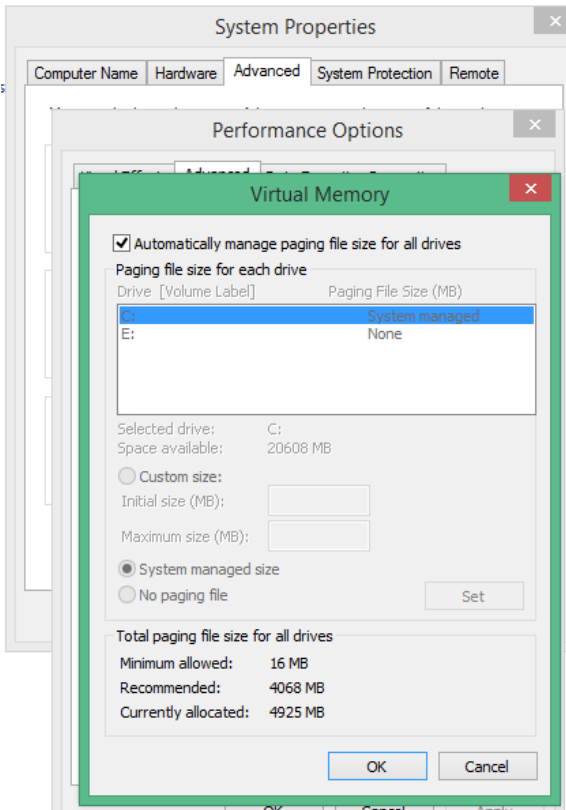 System Properties
Computer Name Hardware Advanced System Protection Remote
Performance Options
Advanced
Virtual Memory
Automatically manage paging file size for all drives
Paging file size for each drive
Drive [Volume Label] Paging File Size (MB)
C: System managed
E: None
Selected drive: C:
Space available: 20608 MB
Custom size:
Initial size (MB):
Maximum size (MB):
System managed size
No paging file
Set
Total paging file size for all drives
Minimum allowed: 16 MB
Recommended: 4068 MB
Currently allocated: 4925 MB
OK Cancel
OK Cancel Apply